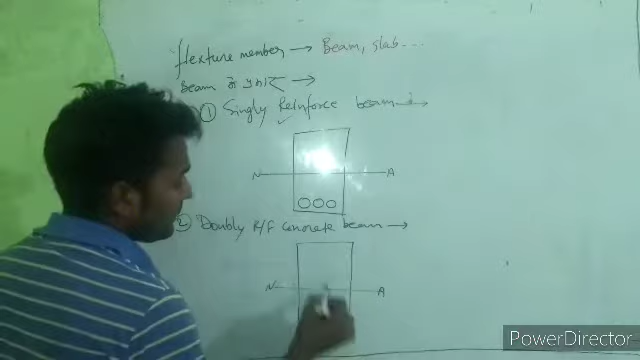 flexture member → Beam, slab...
Beam के प्रकार →
① Singly Reinforce beam →
N A
② Doubly R/F concrete beam →
N A
PowerDirector